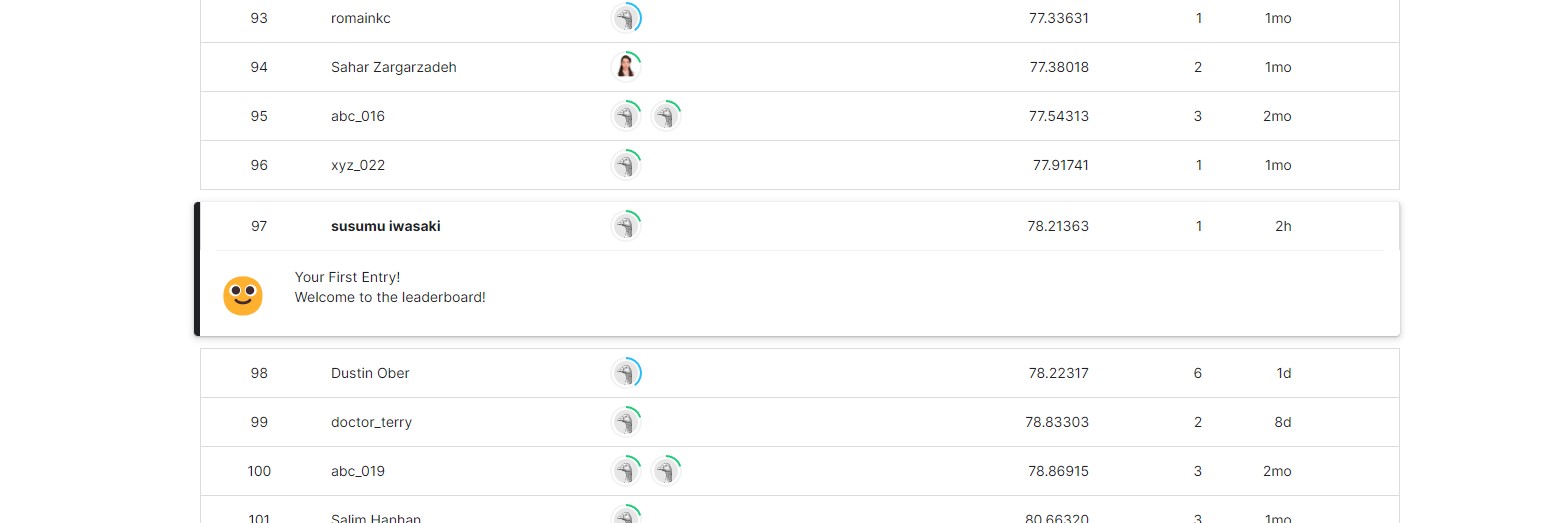 93 romainkc 77.33631 1 1mo
94 Sahar Zargarzadeh 77.38018 2 1mo
95 abc_016 77.54313 3 2mo
96 xyz_022 77.91741 1 1mo
97 susumu iwasaki 78.21363 1 2h
Your First Entry!
Welcome to the leaderboard!
98 Dustin Ober 78.22317 6 1d
99 doctor_terry 78.83303 2 8d
100 abc_019 78.86915 3 2mo
101 Salim Hanhan 80.66320 3 1mo